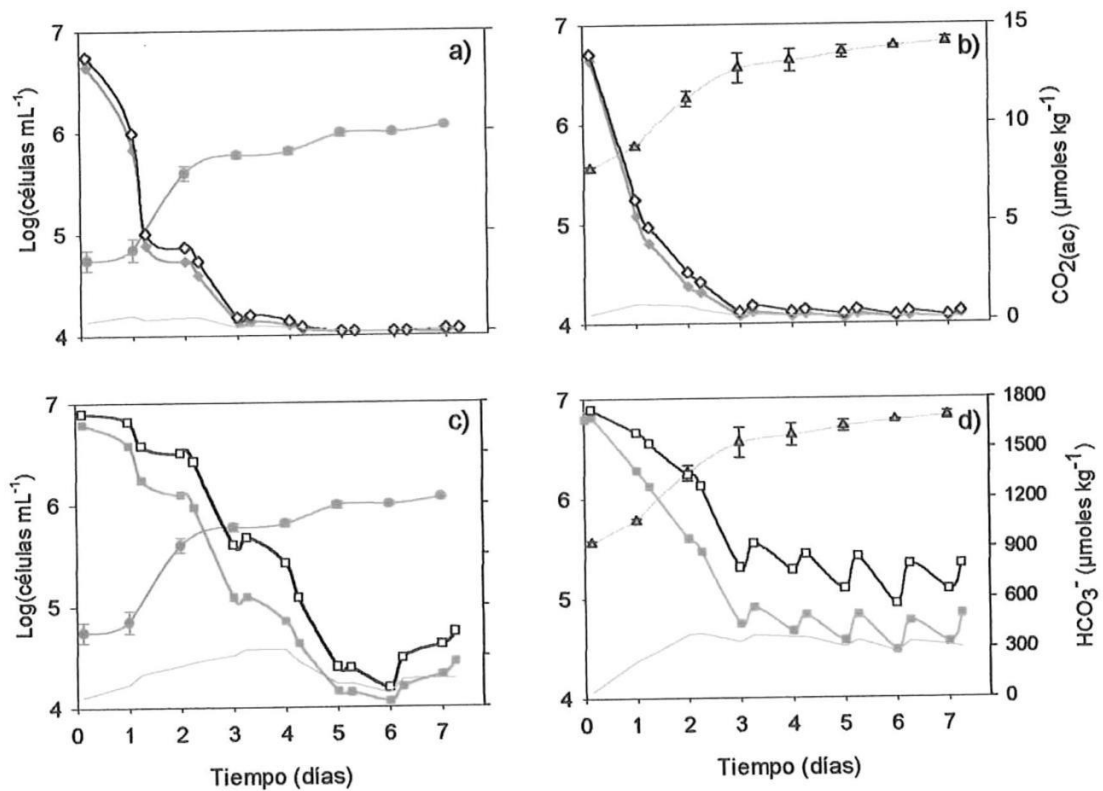 7
6
5
4
Log(células mL⁻¹)
a)
7
6
5
4
b)
15
10
5
0
CO₂(ac) (µmoles kg⁻¹)
7
6
5
4
Log(células mL⁻¹)
c)
0 1 2 3 4 5 6 7
Tiempo (días)
7
6
5
4
d)
1800
1500
1200
900
600
300
0
HCO₃⁻ (µmoles kg⁻¹)
0 1 2 3 4 5 6 7
Tiempo (días)